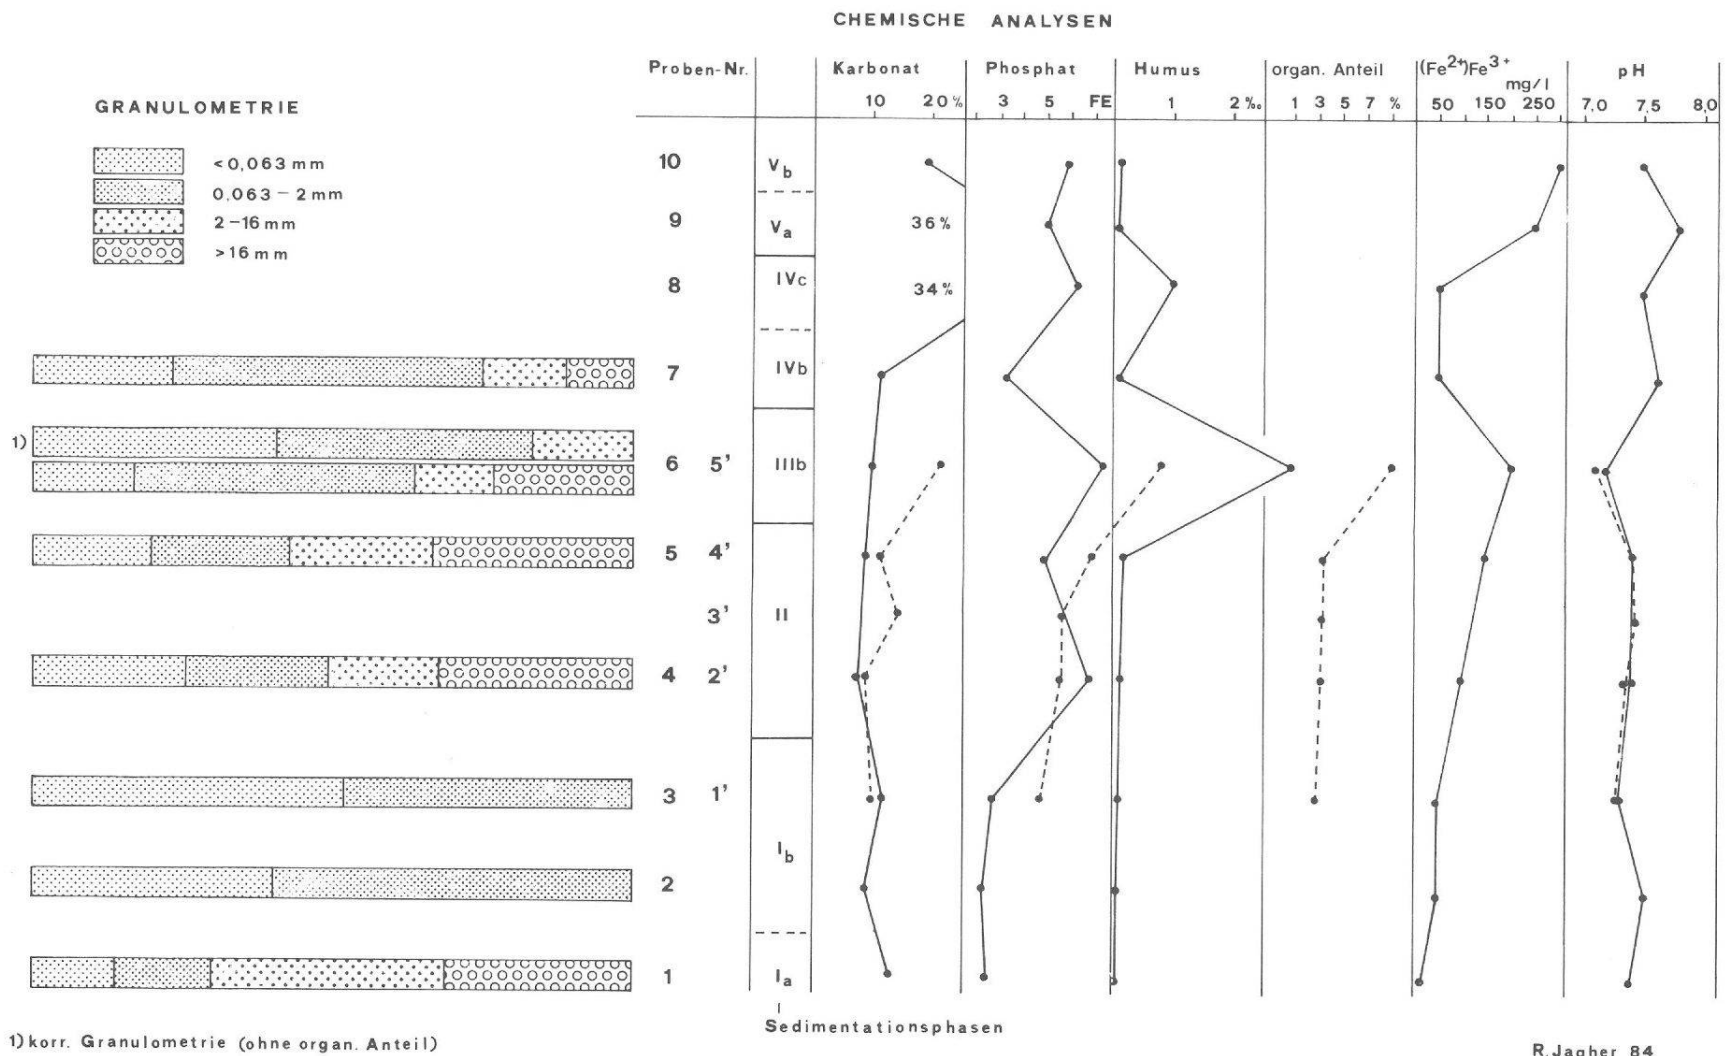 CHEMISCHE ANALYSEN
Proben-Nr.
Karbonat
Phosphat
Humus
organ. Anteil
(Fe²⁺)Fe³⁺
mg/l
pH
10 20%
3 5 FE
1 2‰
1 3 5 7 %
50 150 250
7,0 7,5 8,0
GRANULOMETRIE
<0,063 mm
0,063 – 2 mm
2 – 16 mm
>16 mm
10 Vb
9 Va 36%
8 IVc 34%
7 IVb
1)
6 5' IIIb
5 4'
3' II
4 2'
3 1'
Ib
2
1 Ia
Sedimentationsphasen
1) korr. Granulometrie (ohne organ. Anteil)
R.Jagher 84